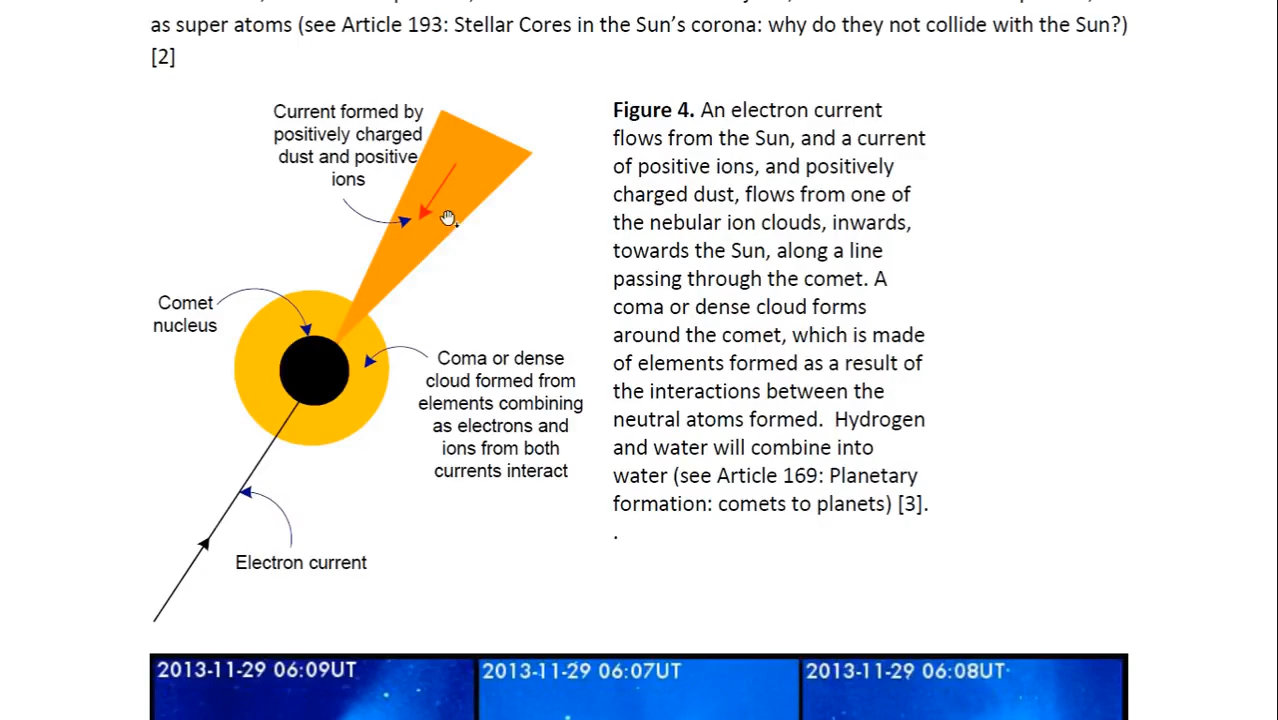 as super atoms (see Article 193: Stellar Cores in the Sun’s corona: why do they not collide with the Sun?)
[2]
Current formed by
positively charged
dust and positive
ions
Comet
nucleus
Coma or dense
cloud formed from
elements combining
as electrons and
ions from both
currents interact
Electron current
Figure 4. An electron current
flows from the Sun, and a current
of positive ions, and positively
charged dust, flows from one of
the nebular ion clouds, inwards,
towards the Sun, along a line
passing through the comet. A
coma or dense cloud forms
around the comet, which is made
of elements formed as a result of
the interactions between the
neutral atoms formed.  Hydrogen
and water will combine into
water (see Article 169: Planetary
formation: comets to planets) [3].
.
2013-11-29 06:09UT
2013-11-29 06:07UT
2013-11-29 06:08UT